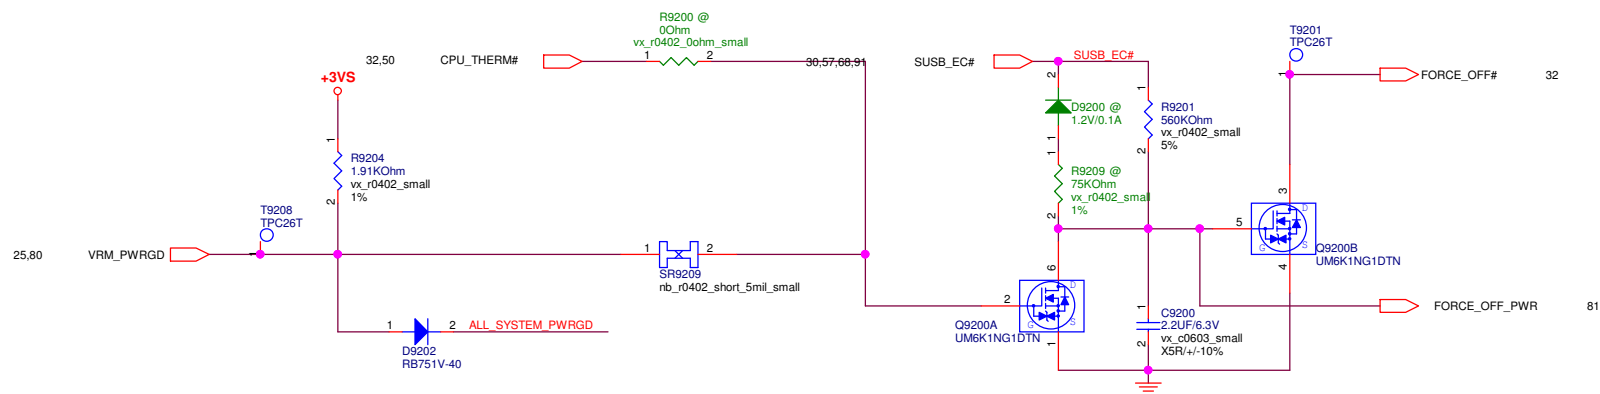 R9200 @
0Ohm
vx_r0402_0ohm_small
32,50
CPU_THERM#
1
2
30,57,68,91
SUSB_EC#
SUSB_EC#
T9201
TPC26T
1
FORCE_OFF#
32
+3VS
1
R9204
1.91KOhm
vx_r0402_small
1%
2
2
D9200 @
1.2V/0.1A
1
1
R9201
560KOhm
vx_r0402_small
5%
2
1
R9209 @
75KOhm
vx_r0402_small
1%
2
3
D
5
G
S
Q9200B
UM6K1NG1DTN
4
T9208
TPC26T
1
25,80
VRM_PWRGD
1
2
SR9209
nb_r0402_short_5mil_small
6
D
2
G
S
Q9200A
UM6K1NG1DTN
1
1
C9200
2.2UF/6.3V
vx_c0603_small
X5R/+/-10%
2
FORCE_OFF_PWR
81
1
2
ALL_SYSTEM_PWRGD
D9202
RB751V-40